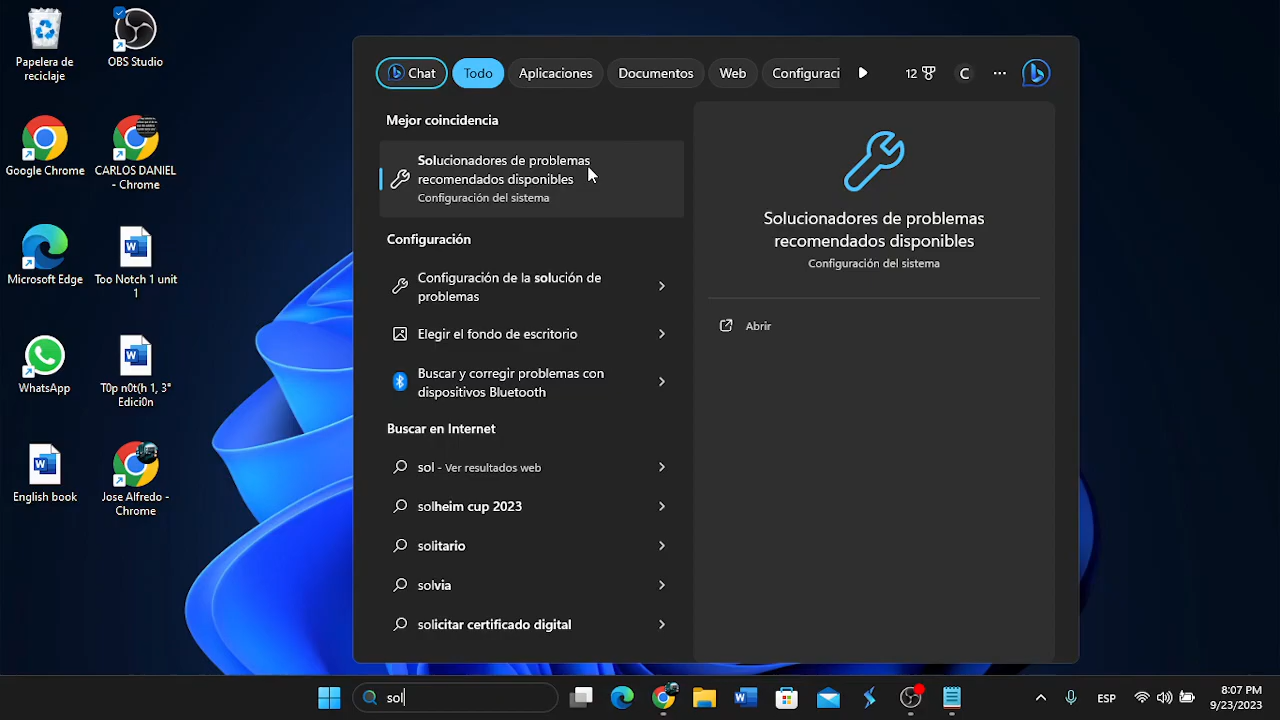 Papelera de
reciclaje
OBS Studio
Google Chrome
CARLOS DANIEL
- Chrome
Microsoft Edge
Too Notch 1 unit
1
WhatsApp
T0p n0t(h 1, 3°
Edici0n
English book
Jose Alfredo -
Chrome
Chat
Todo
Aplicaciones
Documentos
Web
Configuraci
12
C
...
Mejor coincidencia
Solucionadores de problemas
recomendados disponibles
Configuración del sistema
Configuración
Configuración de la solución de
problemas
Elegir el fondo de escritorio
Buscar y corregir problemas con
dispositivos Bluetooth
Buscar en Internet
sol - Ver resultados web
solheim cup 2023
solitario
solvia
solicitar certificado digital
Solucionadores de problemas
recomendados disponibles
Configuración del sistema
Abrir
sol
ESP
8:07 PM
9/23/2023